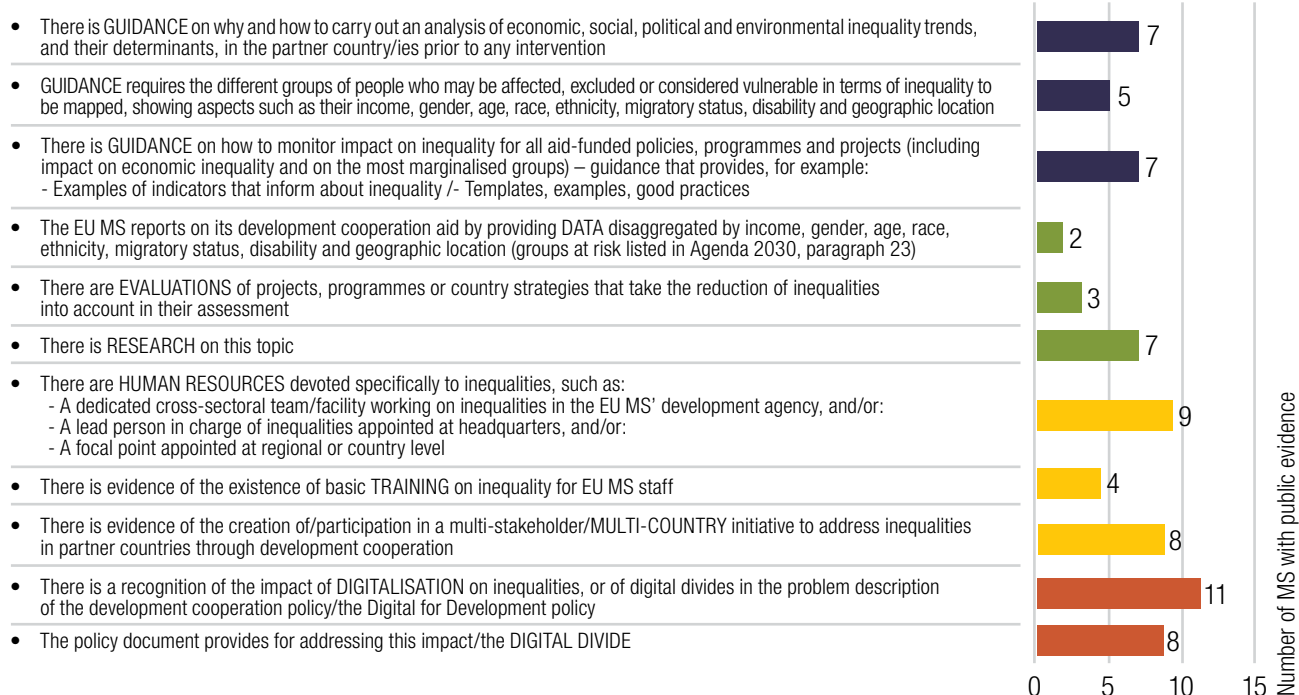 • There is GUIDANCE on why and how to carry out an analysis of economic, social, political and environmental inequality trends,
and their determinants, in the partner country/ies prior to any intervention
7
• GUIDANCE requires the different groups of people who may be affected, excluded or considered vulnerable in terms of inequality to
be mapped, showing aspects such as their income, gender, age, race, ethnicity, migratory status, disability and geographic location
5
• There is GUIDANCE on how to monitor impact on inequality for all aid-funded policies, programmes and projects (including
impact on economic inequality and on the most marginalised groups) – guidance that provides, for example:
- Examples of indicators that inform about inequality /- Templates, examples, good practices
7
• The EU MS reports on its development cooperation aid by providing DATA disaggregated by income, gender, age, race,
ethnicity, migratory status, disability and geographic location (groups at risk listed in Agenda 2030, paragraph 23)
2
• There are EVALUATIONS of projects, programmes or country strategies that take the reduction of inequalities
into account in their assessment
3
• There is RESEARCH on this topic
7
• There are HUMAN RESOURCES devoted specifically to inequalities, such as:
- A dedicated cross-sectoral team/facility working on inequalities in the EU MS' development agency, and/or:
- A lead person in charge of inequalities appointed at headquarters, and/or:
- A focal point appointed at regional or country level
9
• There is evidence of the existence of basic TRAINING on inequality for EU MS staff
4
• There is evidence of the creation of/participation in a multi-stakeholder/MULTI-COUNTRY initiative to address inequalities
in partner countries through development cooperation
8
• There is a recognition of the impact of DIGITALISATION on inequalities, or of digital divides in the problem description
of the development cooperation policy/the Digital for Development policy
11
• The policy document provides for addressing this impact/the DIGITAL DIVIDE
8
0 5 10 15
Number of MS with public evidence